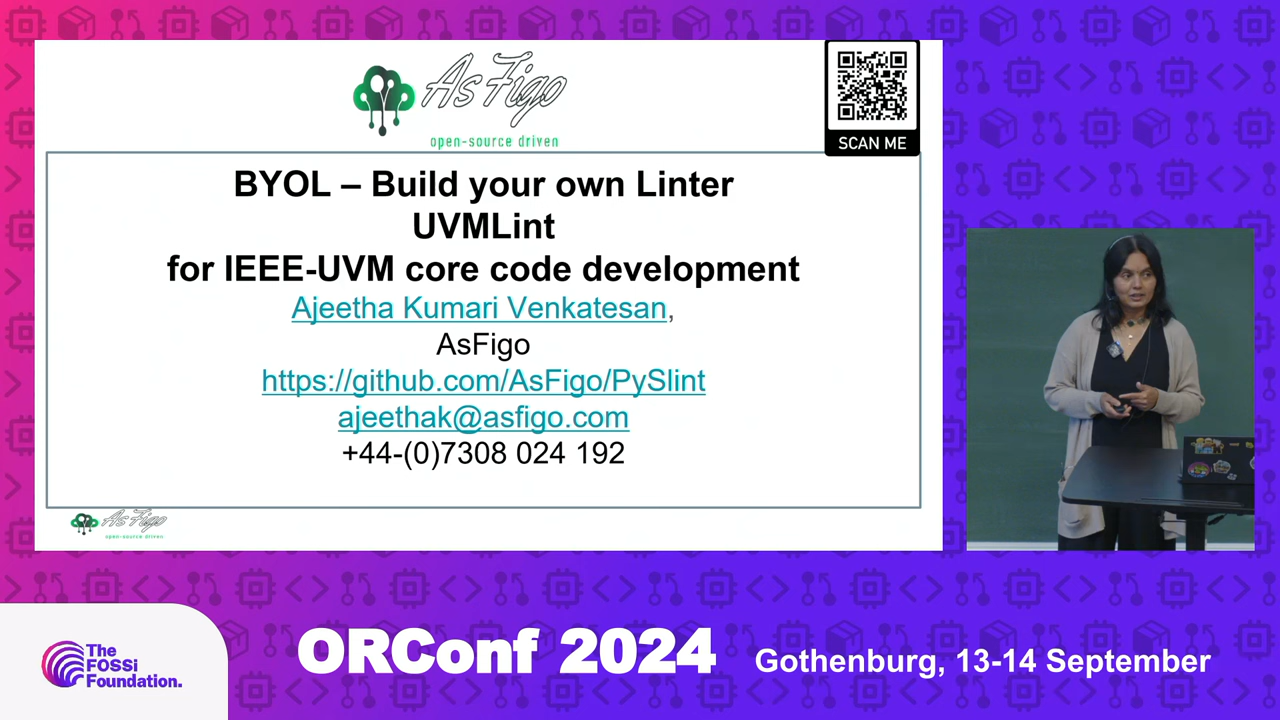 AsFigo
open-source driven
SCAN ME
BYOL – Build your own Linter
UVMLint
for IEEE-UVM core code development
Ajeetha Kumari Venkatesan,
AsFigo
https://github.com/AsFigo/PySlint
ajeethak@asfigo.com
+44-(0)7308 024 192
AsFigo
open-source driven
The
FOSSi
Foundation.
ORConf 2024
Gothenburg, 13-14 September